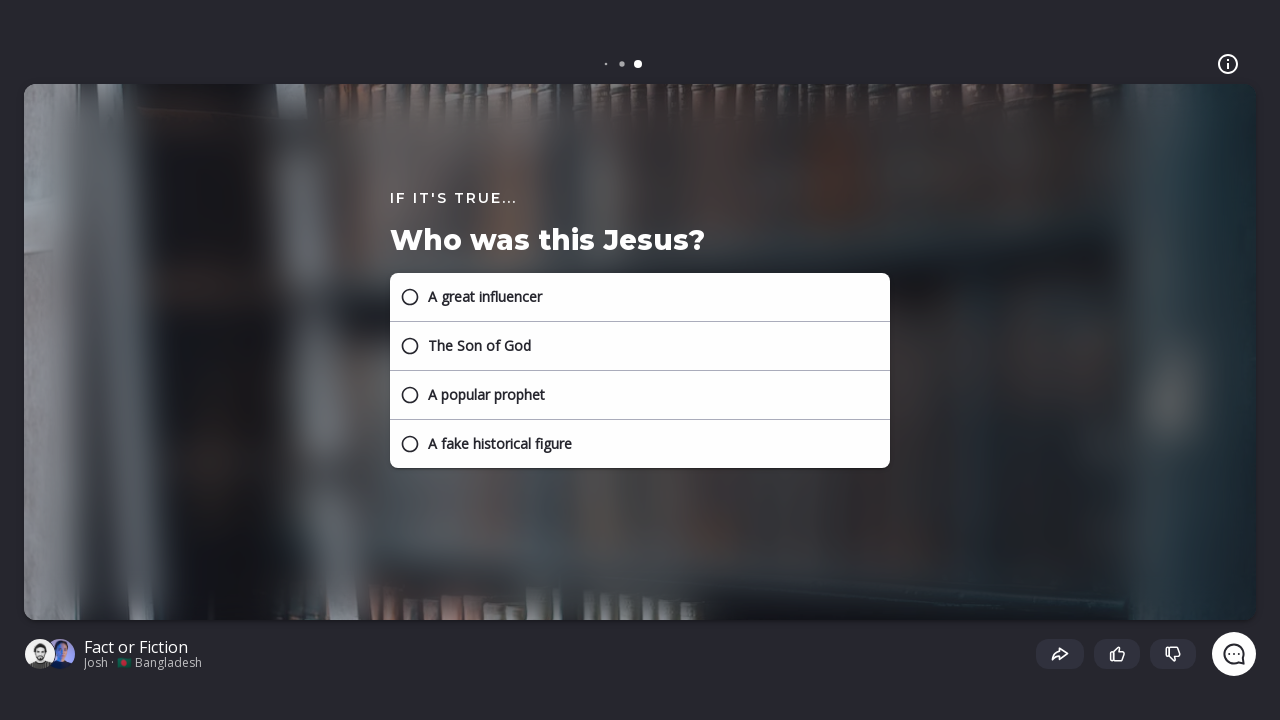 IF IT'S TRUE...
Who was this Jesus?
A great influencer
The Son of God
A popular prophet
A fake historical figure
Fact or Fiction
Josh · 🇧🇩 Bangladesh